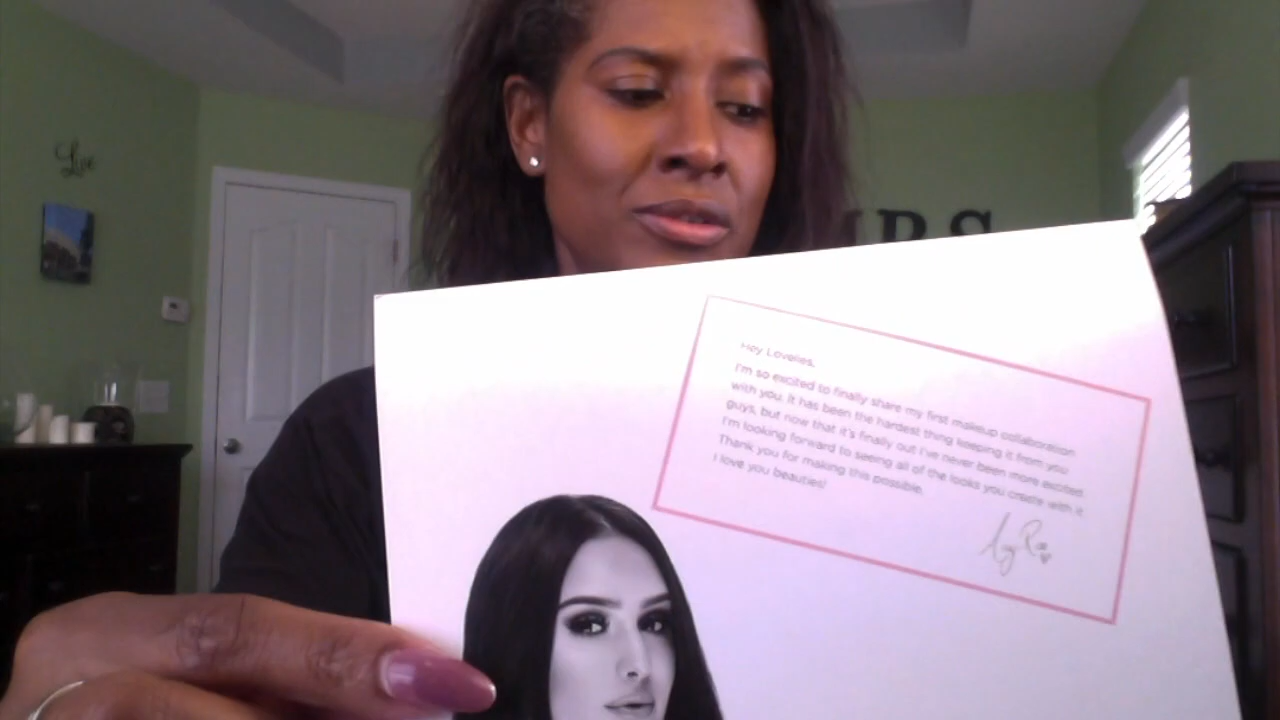 Live
MRS
Hey Lovelies,
I'm so excited to finally share my first makeup collaboration
with you. It has been the hardest thing keeping it from you
guys, but now that it's finally out I've never been more excited.
I'm looking forward to seeing all of the looks you create with it.
Thank you for making this possible.
I love you beauties!